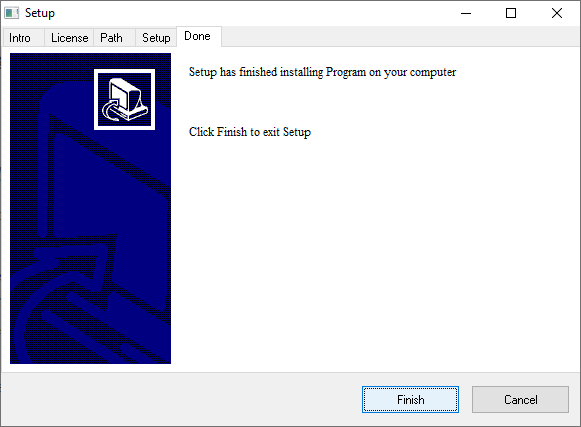 Setup
Intro License Path Setup Done
Setup has finished installing Program on your computer
Click Finish to exit Setup
Finish Cancel